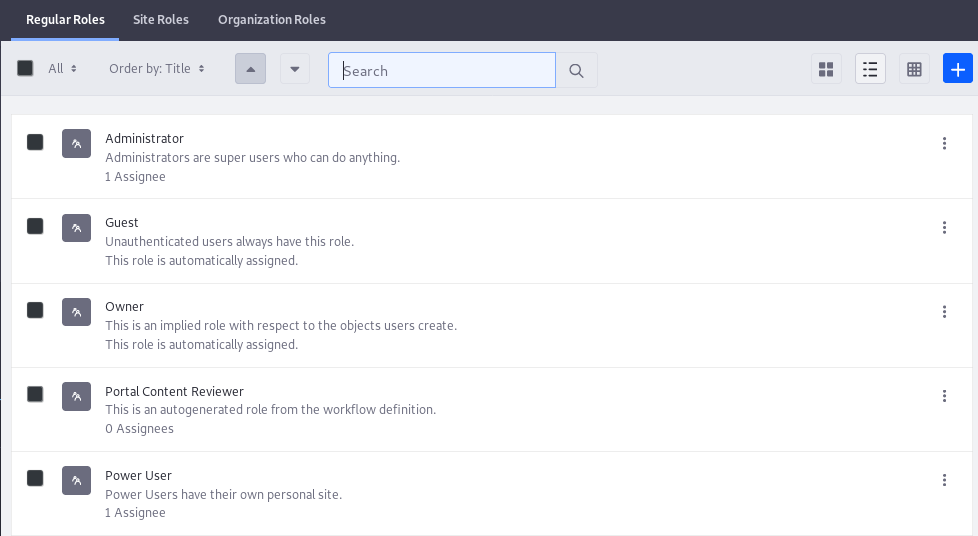 Regular Roles Site Roles Organization Roles
All Order by: Title Search
Administrator
Administrators are super users who can do anything.
1 Assignee
Guest
Unauthenticated users always have this role.
This role is automatically assigned.
Owner
This is an implied role with respect to the objects users create.
This role is automatically assigned.
Portal Content Reviewer
This is an autogenerated role from the workflow definition.
0 Assignees
Power User
Power Users have their own personal site.
1 Assignee